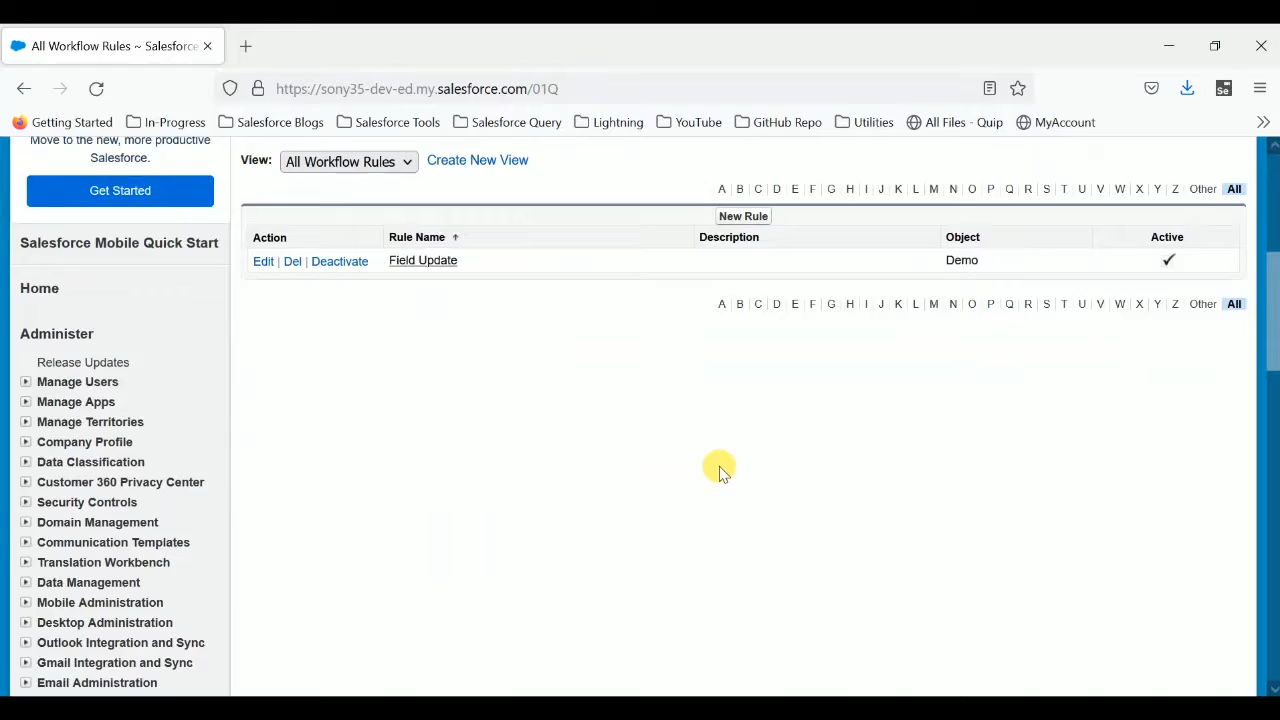 All Workflow Rules ~ Salesforce
https://sony35-dev-ed.my.salesforce.com/01Q
Se
Getting Started In-Progress Salesforce Blogs Salesforce Tools Salesforce Query Lightning YouTube GitHub Repo Utilities All Files - Quip MyAccount
Move to the new, more productive
Salesforce.
Get Started
Salesforce Mobile Quick Start
Home
Administer
Release Updates
Manage Users
Manage Apps
Manage Territories
Company Profile
Data Classification
Customer 360 Privacy Center
Security Controls
Domain Management
Communication Templates
Translation Workbench
Data Management
Mobile Administration
Desktop Administration
Outlook Integration and Sync
Gmail Integration and Sync
Email Administration
View: All Workflow Rules Create New View
A B C D E F G H I J K L M N O P Q R S T U V W X Y Z Other All
New Rule
Action Rule Name Description Object Active
Edit | Del | Deactivate Field Update Demo
A B C D E F G H I J K L M N O P Q R S T U V W X Y Z Other All